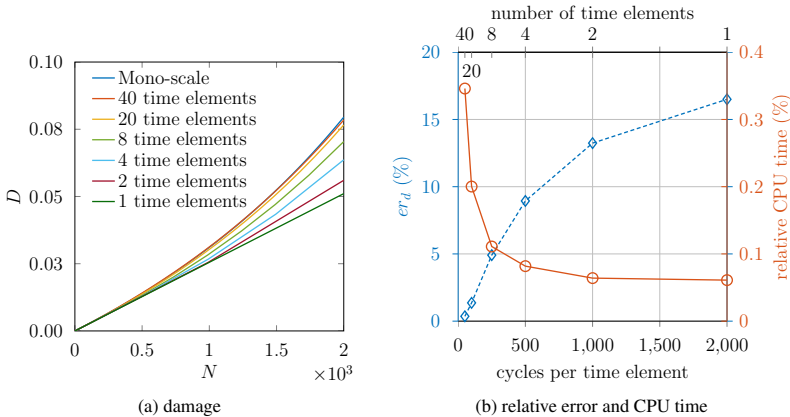 number of time elements
40 8 4 2 1
20
0.10
0.08
0.05
0.03
0.00
D
Mono-scale
40 time elements
20 time elements
8 time elements
4 time elements
2 time elements
1 time elements
0 0.5 1 1.5 2
N
×10³
(a) damage
20
15
10
5
0
er_d (%)
0.4
0.3
0.2
0.1
0
relative CPU time (%)
0 500 1,000 1,500 2,000
cycles per time element
(b) relative error and CPU time